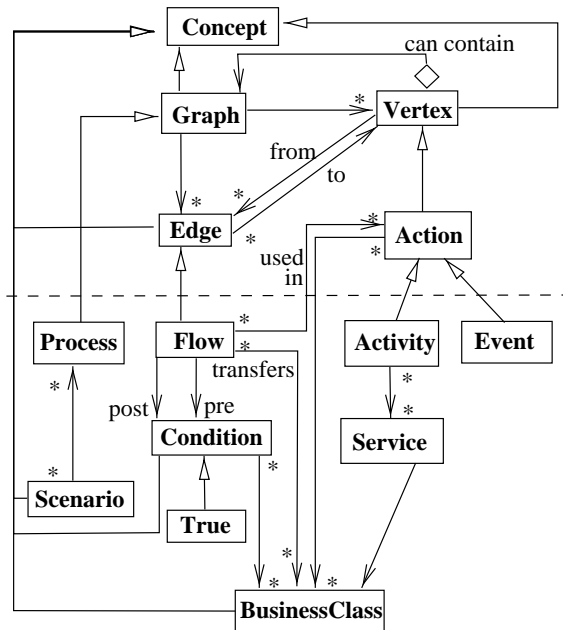 Concept
can contain
*
Graph
Vertex
from
to
*
*
*
Edge
*
Action
used
in
*
Process
Flow
*
*
transfers
Activity
Event
*
post
pre
*
*
Condition
*
Service
*
Scenario
True
*
*
*
BusinessClass